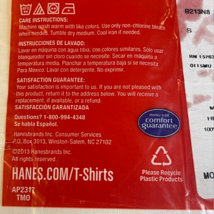 CARE INSTRUCTIONS:
Machine wash warm with like colors. Use only non-chlorine bleach
when needed. Tumble dry medium. Cool iron if needed.
INSTRUCCIONES DE LAVADO:
Lavar en máquina con agua tibia, con colores similares. Sólo usar
blanqueador sin cloro cuando es necesario. Secar en secadora a
temperatura media. Planchar a temperatura baja si se necesita.
Para México: Lavar con detergente. No exprimir.
SATISFACTION GUARANTEE:
Your satisfaction is important to us. If you are not pleased with
this product, return it to the address below. You will receive a
replacement, if available, or a refund.
SATISFACCIÓN GARANTIZADA
Questions? 1-800-994-4348
Se habla Español.
Hanesbrands Inc. Consumer Services
P.O. Box 3013, Winston-Salem, NC 27102
©2013 Hanesbrands Inc.
All rights reserved.
HANES.COM/T-Shirts
AP2317
TMO
comfort
guarantee
Please Recycle
Plastic Products